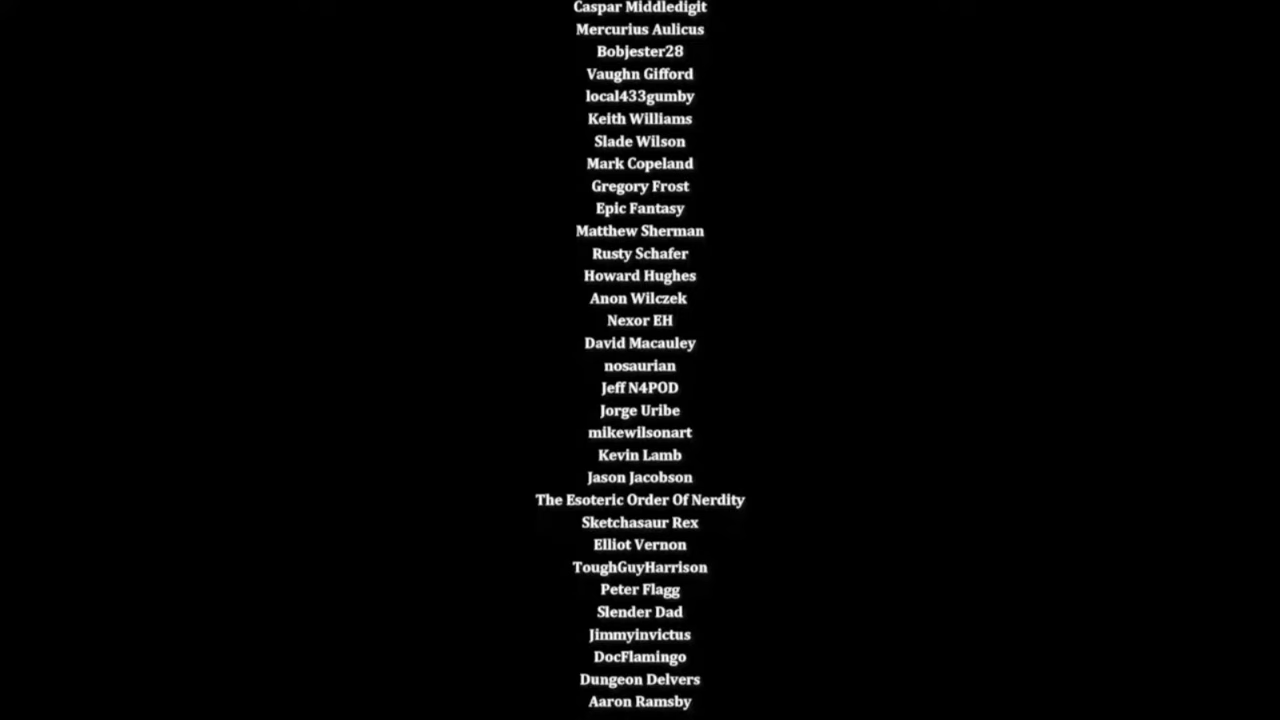 Caspar Middledigit
Mercurius Aulicus
Bobjester28
Vaughn Gifford
local433gumby
Keith Williams
Slade Wilson
Mark Copeland
Gregory Frost
Epic Fantasy
Matthew Sherman
Rusty Schafer
Howard Hughes
Anon Wilczek
Nexor EH
David Macauley
nosaurian
Jeff N4POD
Jorge Uribe
mikewilsonart
Kevin Lamb
Jason Jacobson
The Esoteric Order Of Nerdity
Sketchasaur Rex
Elliot Vernon
ToughGuyHarrison
Peter Flagg
Slender Dad
Jimmyinvictus
DocFlamingo
Dungeon Delvers
Aaron Ramsby